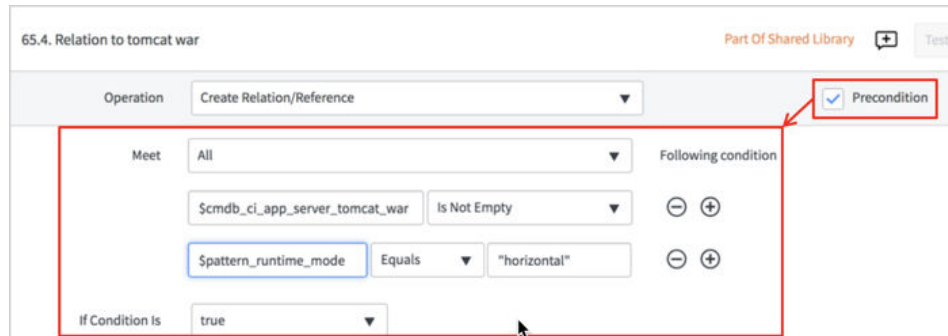 65.4. Relation to tomcat war Part Of Shared Library Test
Operation Create Relation/Reference Precondition
Meet All Following condition
$cmdb_ci_app_server_tomcat_war Is Not Empty
$pattern_runtime_mode Equals "horizontal"
If Condition Is true